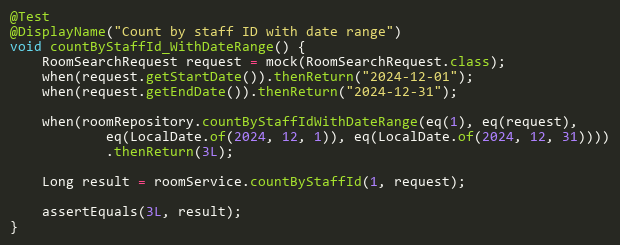 @Test
@DisplayName("Count by staff ID with date range")
void countByStaffId_WithDateRange() {
    RoomSearchRequest request = mock(RoomSearchRequest.class);
    when(request.getStartDate()).thenReturn("2024-12-01");
    when(request.getEndDate()).thenReturn("2024-12-31");

    when(roomRepository.countByStaffIdWithDateRange(eq(1), eq(request),
            eq(LocalDate.of(2024, 12, 1)), eq(LocalDate.of(2024, 12, 31))))
            .thenReturn(3L);

    Long result = roomService.countByStaffId(1, request);

    assertEquals(3L, result);
}